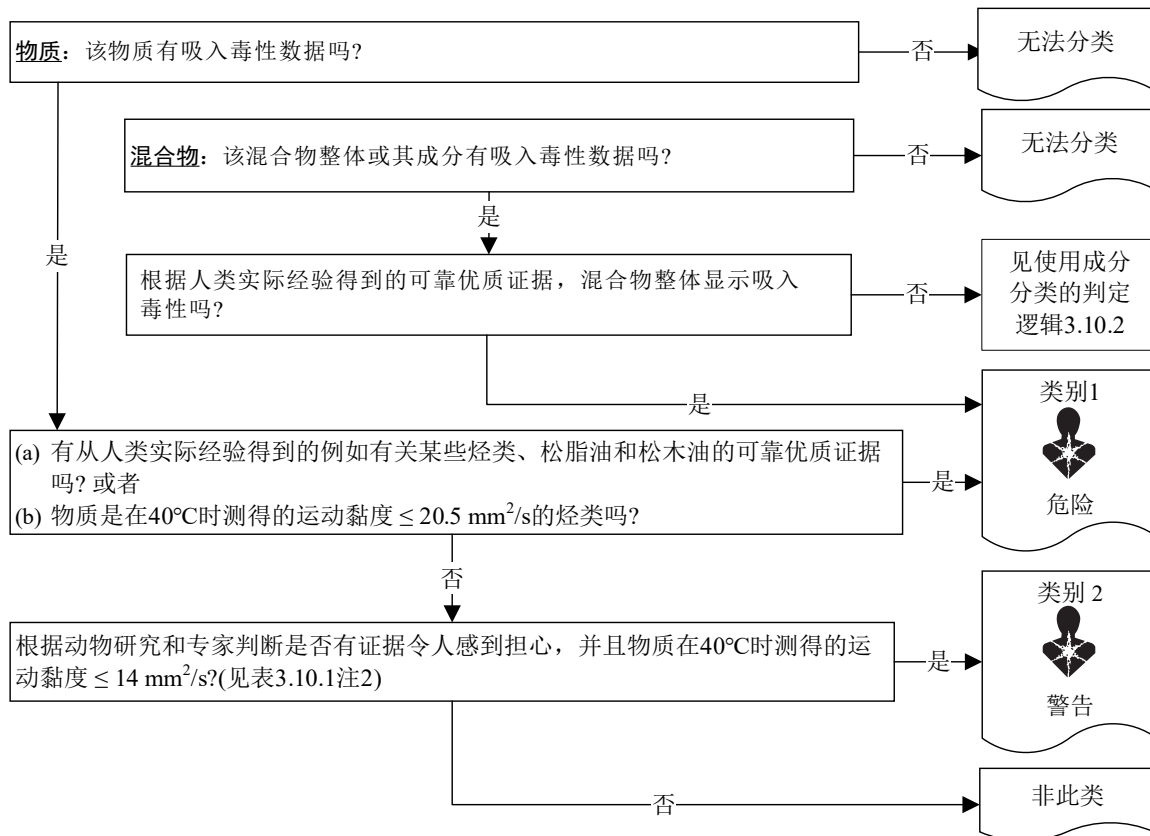 物质：该物质有吸入毒性数据吗?
否
无法分类
混合物：该混合物整体或其成分有吸入毒性数据吗?
否
无法分类
是
是
根据人类实际经验得到的可靠优质证据，混合物整体显示吸入
毒性吗?
否
见使用成分
分类的判定
逻辑3.10.2
是
类别1
危险
(a) 有从人类实际经验得到的例如有关某些烃类、松脂油和松木油的可靠优质证据
吗? 或者
(b) 物质是在40℃时测得的运动黏度 ≤ 20.5 mm²/s的烃类吗?
是
否
类别 2
警告
根据动物研究和专家判断是否有证据令人感到担心，并且物质在40℃时测得的运
动黏度 ≤ 14 mm²/s?(见表3.10.1注2)
是
否
非此类